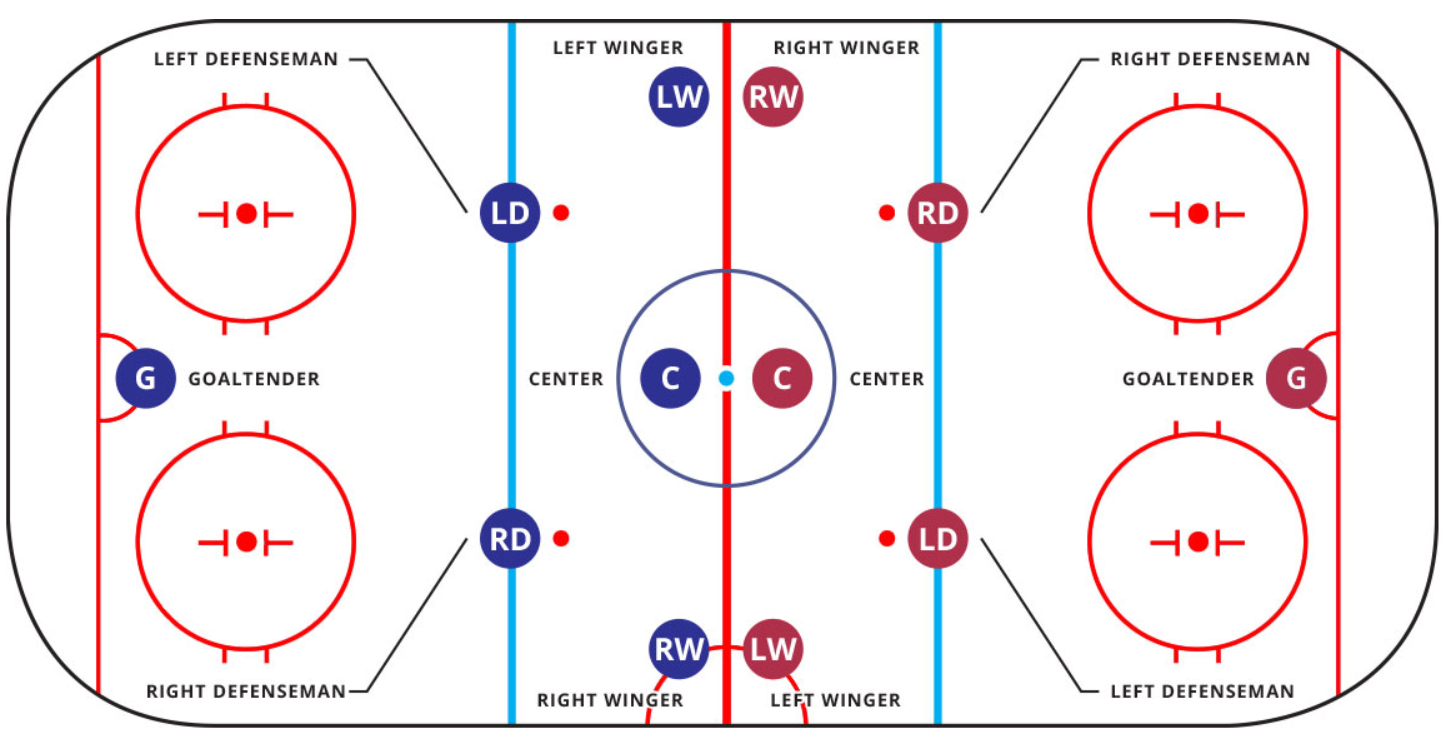 LEFT WINGER
RIGHT WINGER
LEFT DEFENSEMAN
RIGHT DEFENSEMAN
LW
RW
LD
RD
G
GOALTENDER
CENTER
C
C
CENTER
GOALTENDER
G
RD
LD
RW
LW
RIGHT DEFENSEMAN
RIGHT WINGER
LEFT WINGER
LEFT DEFENSEMAN